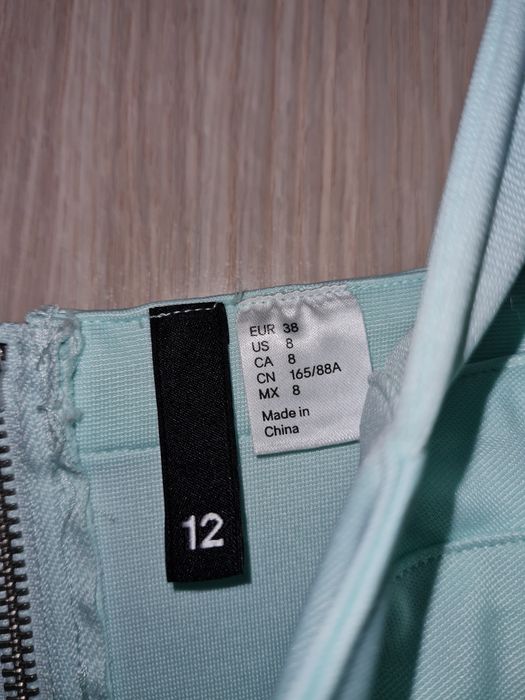 EUR 38
US 8
CA 8
CN 165/88A
MX 8
Made in
China
12